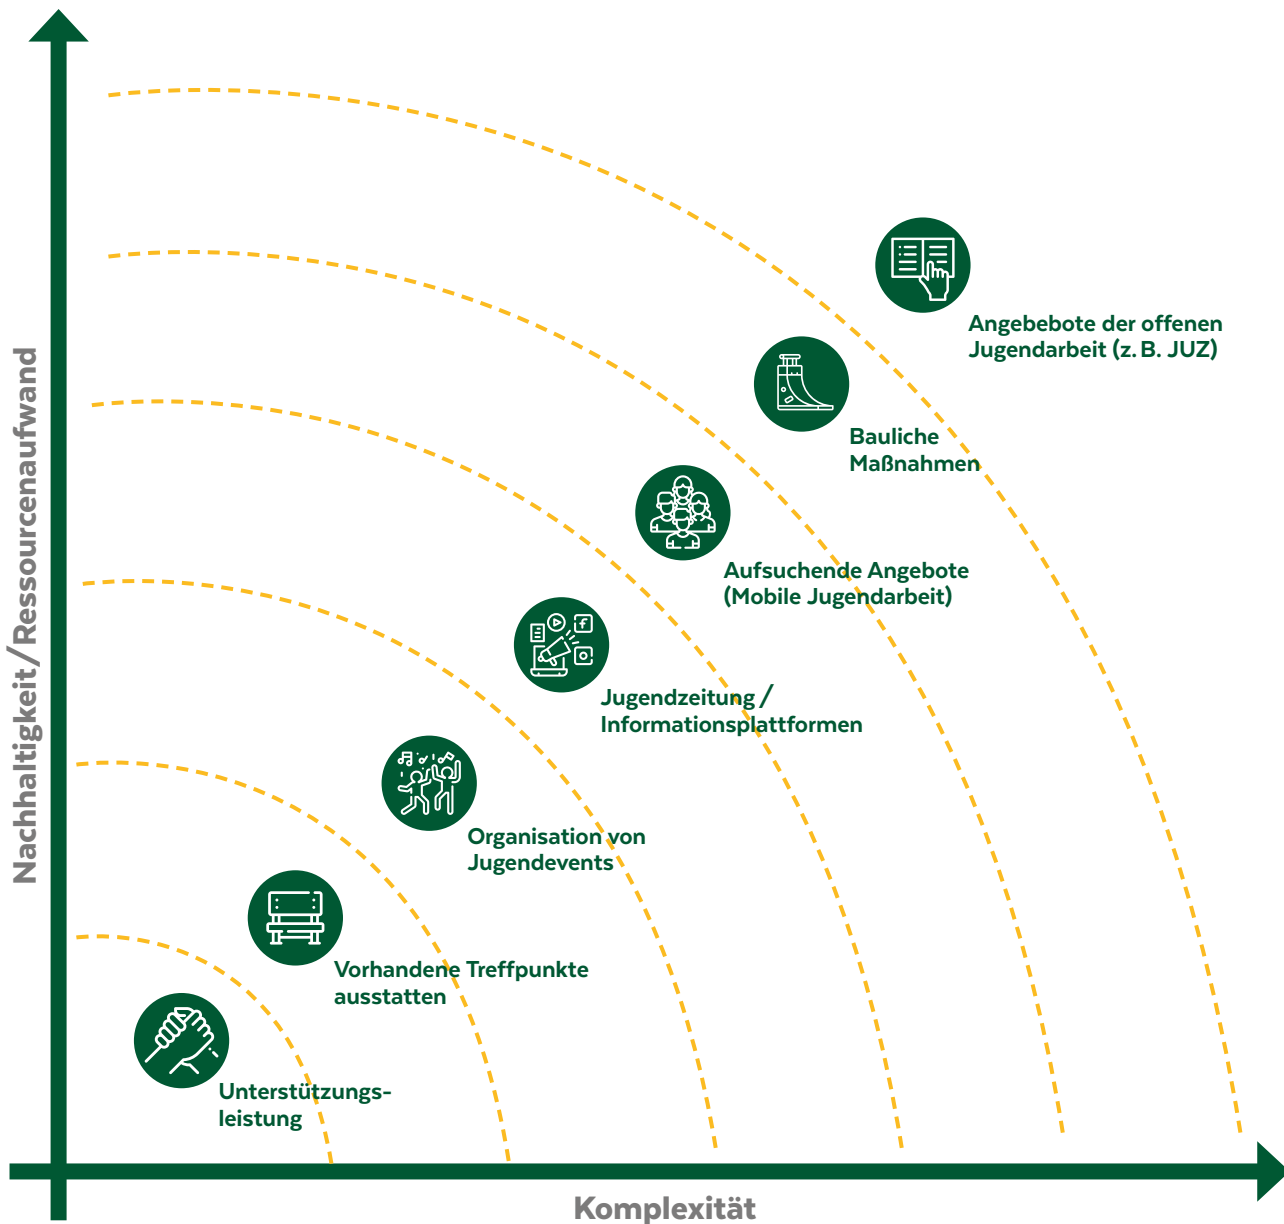 Nachhaltigkeit/Ressourcenaufwand
Angebebote der offenen
Jugendarbeit (z. B. JUZ)
Bauliche
Maßnahmen
Aufsuchende Angebote
(Mobile Jugendarbeit)
Jugendzeitung /
Informationsplattformen
Organisation von
Jugendevents
Vorhandene Treffpunkte
ausstatten
Unterstützungs-
leistung
Komplexität